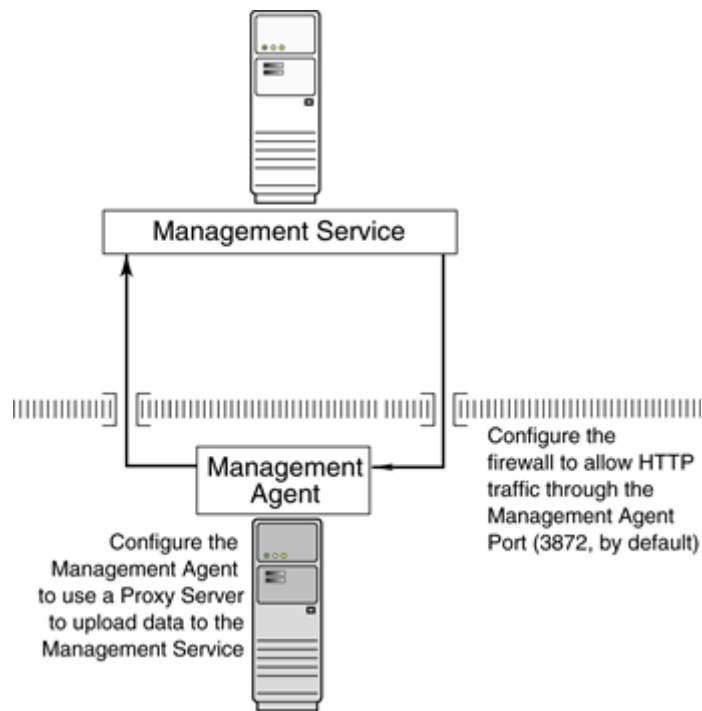 Management Service
Configure the
firewall to allow HTTP
traffic through the
Management Agent
Port (3872, by default)
Management
Agent
Configure the
Management Agent
to use a Proxy Server
to upload data to the
Management Service